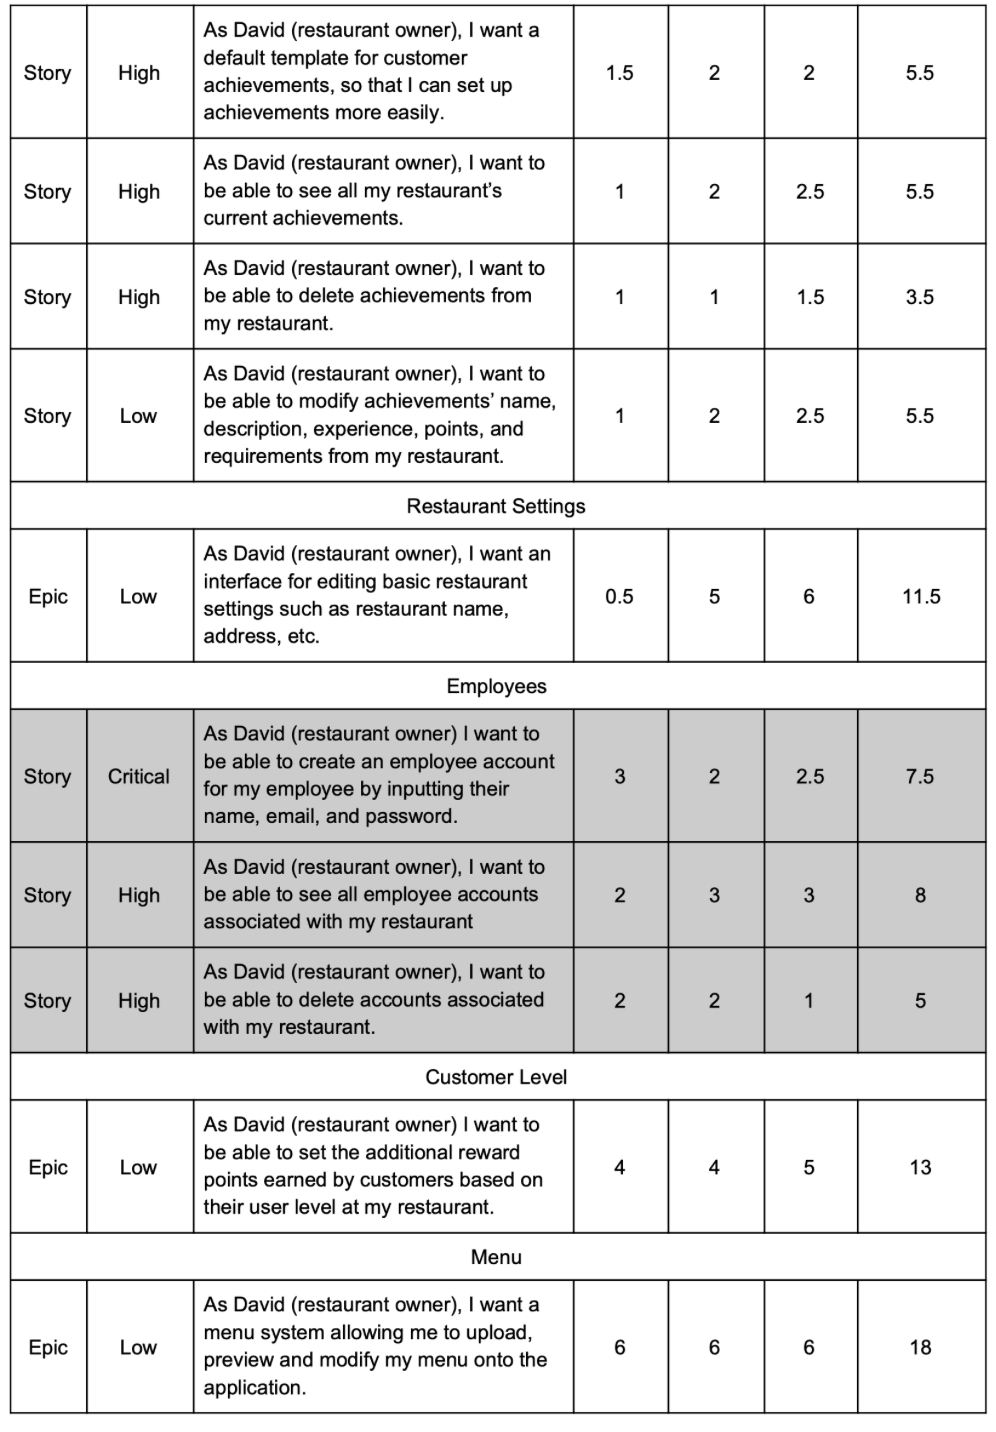 Story High As David (restaurant owner), I want a
default template for customer
achievements, so that I can set up
achievements more easily. 1.5 2 2 5.5
Story High As David (restaurant owner), I want to
be able to see all my restaurant's
current achievements. 1 2 2.5 5.5
Story High As David (restaurant owner), I want to
be able to delete achievements from
my restaurant. 1 1 1.5 3.5
Story Low As David (restaurant owner), I want to
be able to modify achievements’ name,
description, experience, points, and
requirements from my restaurant. 1 2 2.5 5.5
Restaurant Settings
Epic Low As David (restaurant owner), I want an
interface for editing basic restaurant
settings such as restaurant name,
address, etc. 0.5 5 6 11.5
Employees
Story Critical As David (restaurant owner) I want to
be able to create an employee account
for my employee by inputting their
name, email, and password. 3 2 2.5 7.5
Story High As David (restaurant owner), I want to
be able to see all employee accounts
associated with my restaurant 2 3 3 8
Story High As David (restaurant owner), I want to
be able to delete accounts associated
with my restaurant. 2 2 1 5
Customer Level
Epic Low As David (restaurant owner) I want to
be able to set the additional reward
points earned by customers based on
their user level at my restaurant. 4 4 5 13
Menu
Epic Low As David (restaurant owner), I want a
menu system allowing me to upload,
preview and modify my menu onto the
application. 6 6 6 18